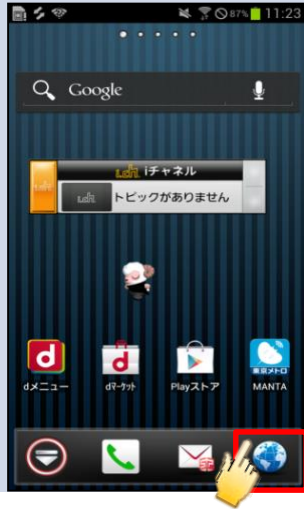 87% 11:23
Google
iチャネル
トピックがありません
d
d
東京メトロ
dメニュー
dマーケット
Playストア
MANTA